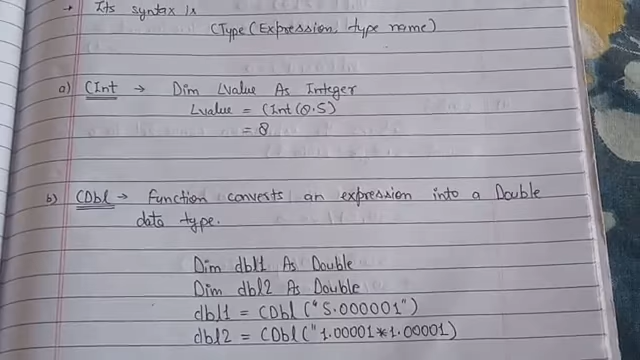 → Its syntax is
CType (Expression, type name)
a) CInt → Dim Lvalue As Integer
Lvalue = CInt (8.5)
= 8
b) CDbl → Function converts an expression into a Double
data type.
Dim dbl1 As Double
Dim dbl2 As Double
dbl1 = CDbl ("5.000001")
dbl2 = CDbl ("1.00001*1.00001)